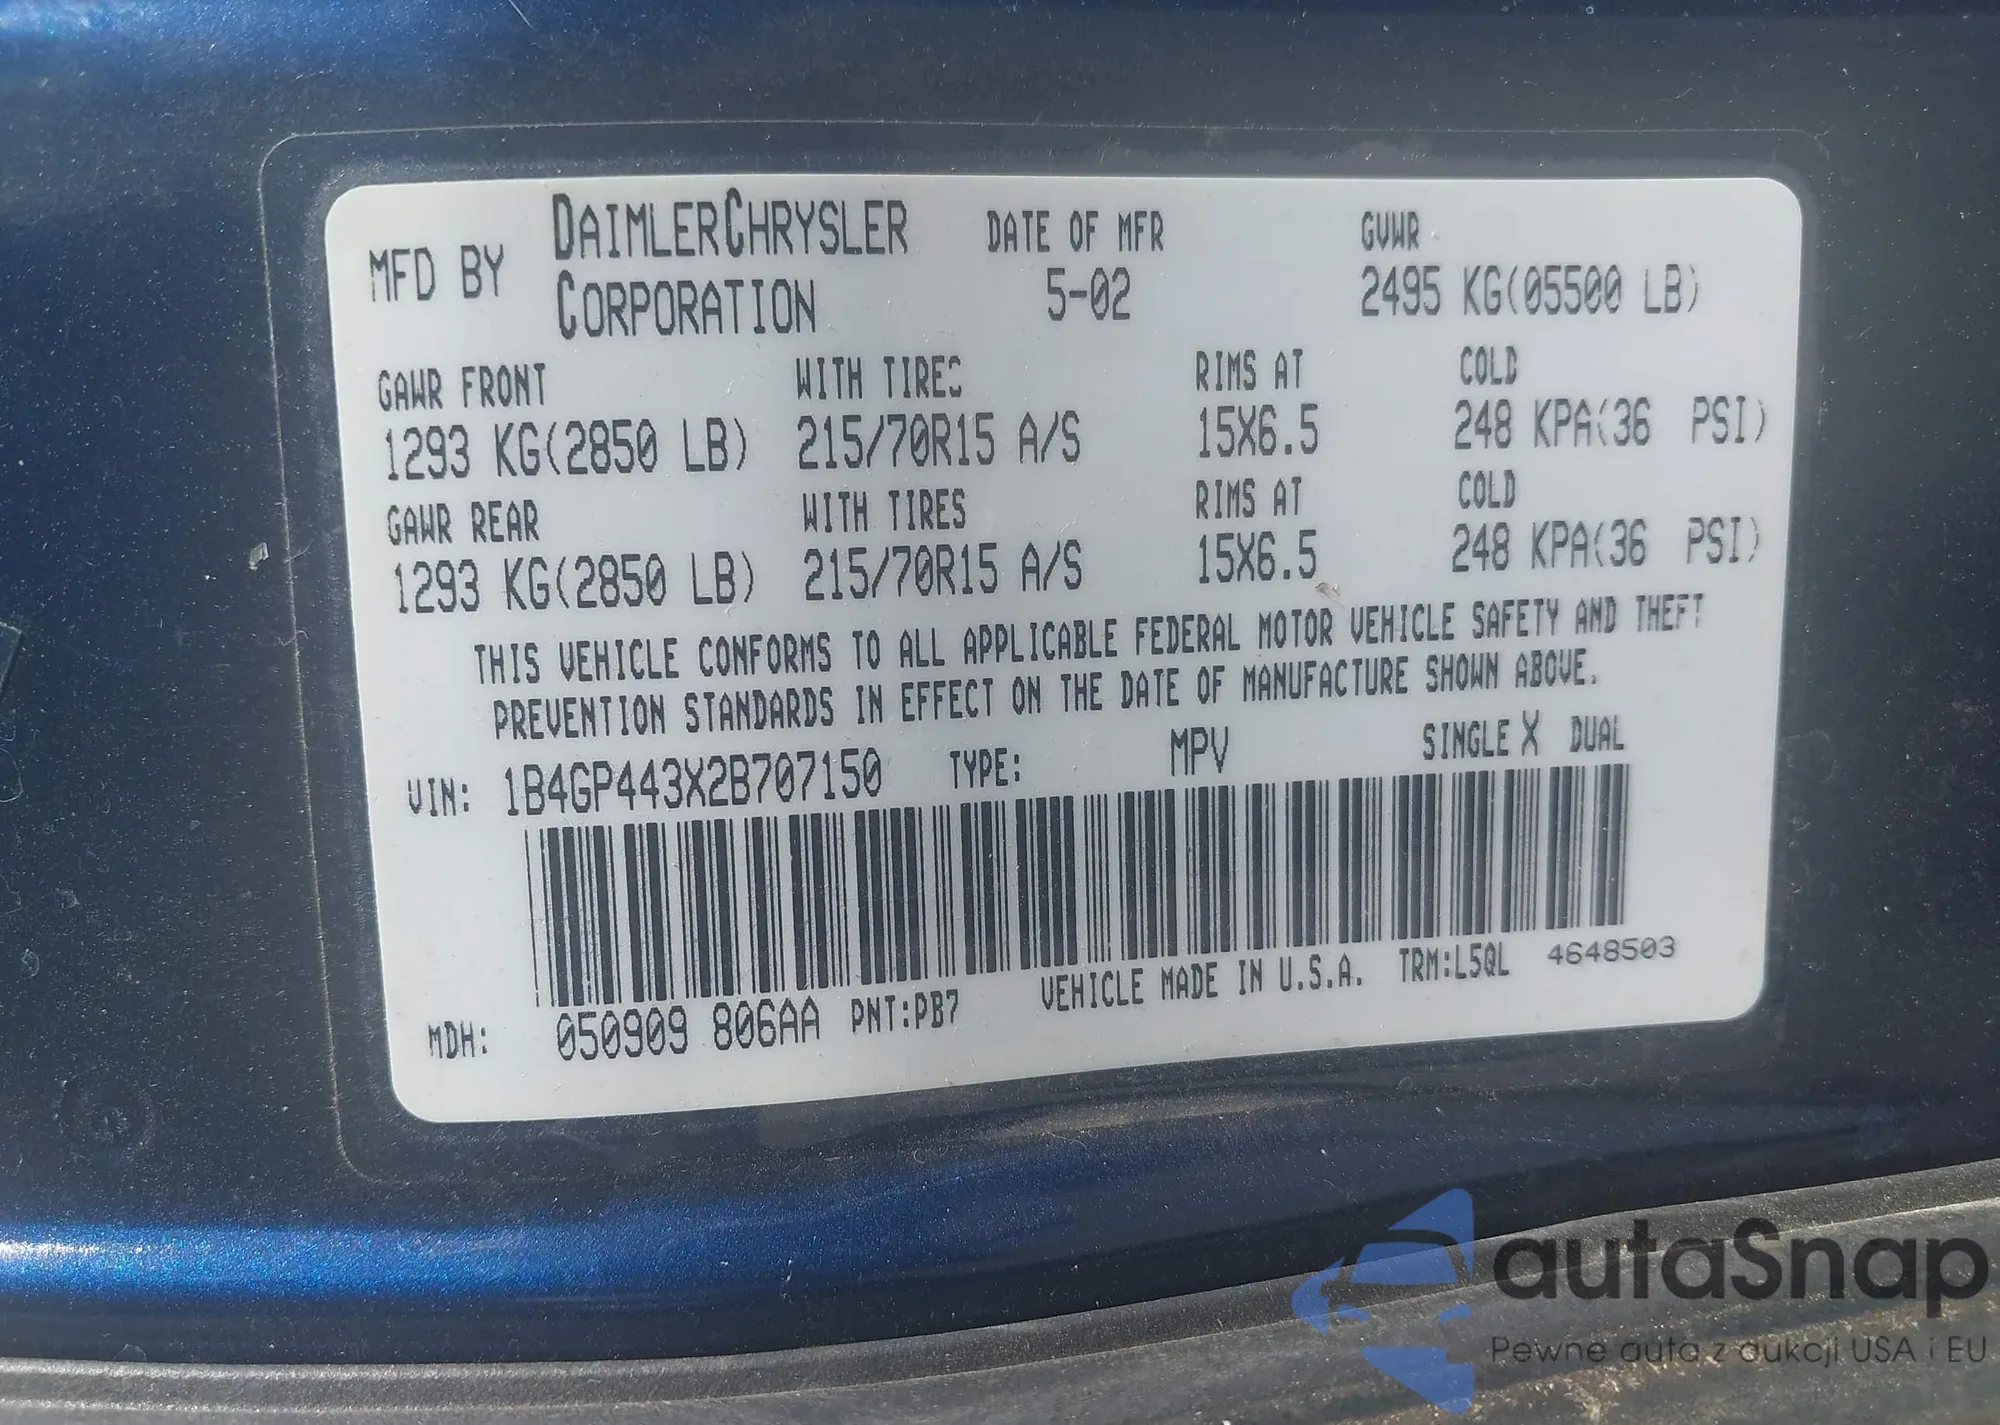 MFD BY DAIMLERCHRYSLER CORPORATION DATE OF MFR 5-02 GVWR 2495 KG(05500 LB)
GAWR FRONT WITH TIRES RIMS AT COLD
1293 KG(2850 LB) 215/70R15 A/S 15X6.5 248 KPA(36 PSI)
GAWR REAR WITH TIRES RIMS AT COLD
1293 KG(2850 LB) 215/70R15 A/S 15X6.5 248 KPA(36 PSI)
THIS VEHICLE CONFORMS TO ALL APPLICABLE FEDERAL MOTOR VEHICLE SAFETY AND THEFT
PREVENTION STANDARDS IN EFFECT ON THE DATE OF MANUFACTURE SHOWN ABOVE.
VIN: 1B4GP443X2B707150 TYPE: MPV SINGLE X DUAL
MDH: 050909 806AA PNT:PB7 VEHICLE MADE IN U.S.A. TRM:L5QL 4648503
autaSnap
Pewne auta z aukcji USA i EU